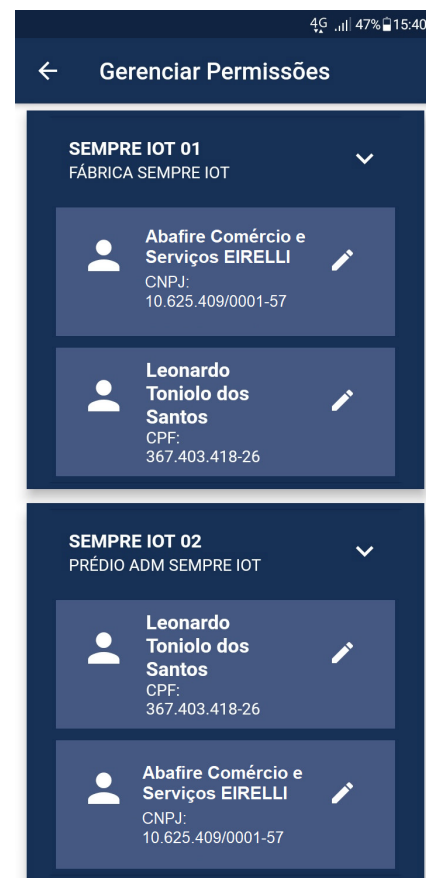 4G 47% 15:40
Gerenciar Permissões
SEMPRE IOT 01
FÁBRICA SEMPRE IOT
Abafire Comércio e
Serviços EIRELLI
CNPJ:
10.625.409/0001-57
Leonardo
Toniolo dos
Santos
CPF:
367.403.418-26
SEMPRE IOT 02
PRÉDIO ADM SEMPRE IOT
Leonardo
Toniolo dos
Santos
CPF:
367.403.418-26
Abafire Comércio e
Serviços EIRELLI
CNPJ:
10.625.409/0001-57